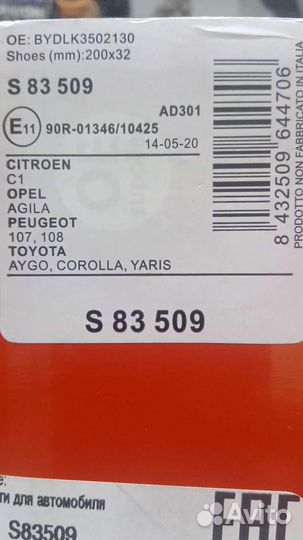 OE: BYDLK3502130
Shoes (mm):200x32
S 83 509
AD301
E11 90R-01346/10425
14-05-20
CITROEN
C1
OPEL
AGILA
PEUGEOT
107, 108
TOYOTA
AYGO, COROLLA, YARIS
S 83 509
8 432509 644706
PRODOTTO NON FABBRICATO IN ITALIA
ти для автомобиля
S83509
EAC
Avito